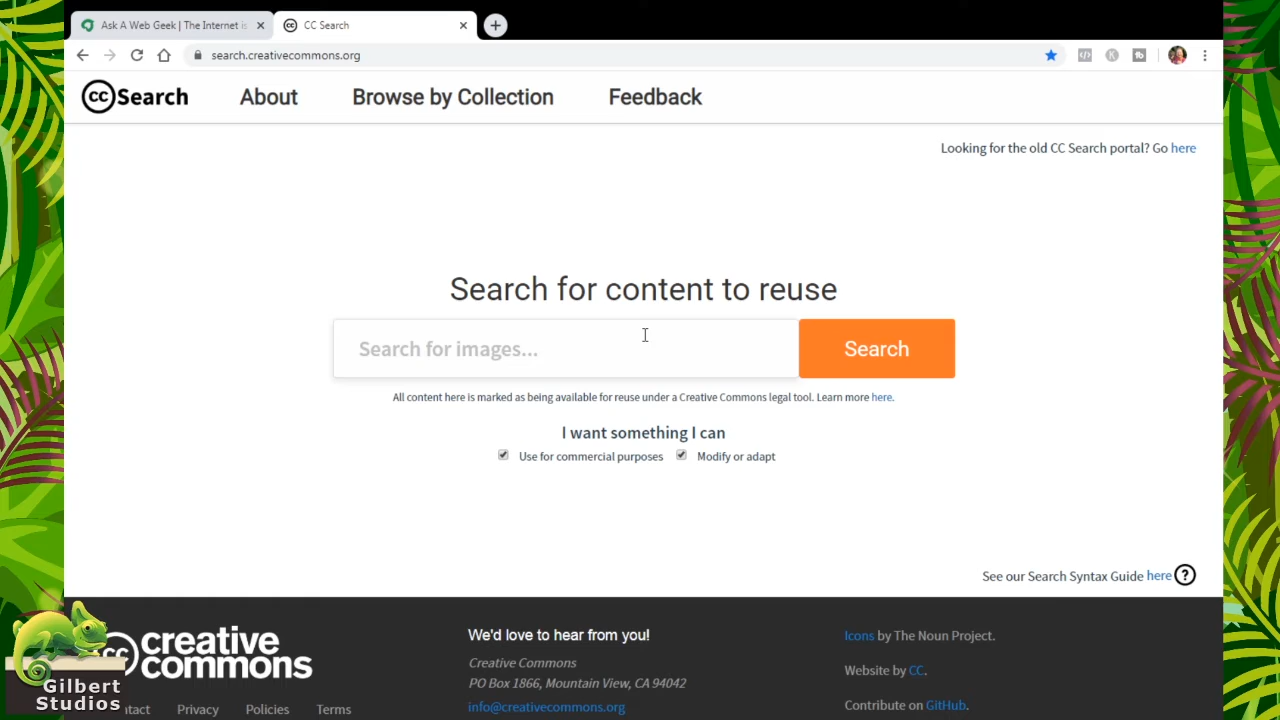 Ask A Web Geek | The Internet is
CC Search
search.creativecommons.org
CC Search
About
Browse by Collection
Feedback
Looking for the old CC Search portal? Go here
Search for content to reuse
Search for images...
Search
All content here is marked as being available for reuse under a Creative Commons legal tool. Learn more here.
I want something I can
Use for commercial purposes
Modify or adapt
See our Search Syntax Guide here ?
creative
commons
We'd love to hear from you!
Creative Commons
PO Box 1866, Mountain View, CA 94042
info@creativecommons.org
Icons by The Noun Project.
Website by CC.
Contribute on GitHub.
Privacy
Policies
Terms
Gilbert
Studios